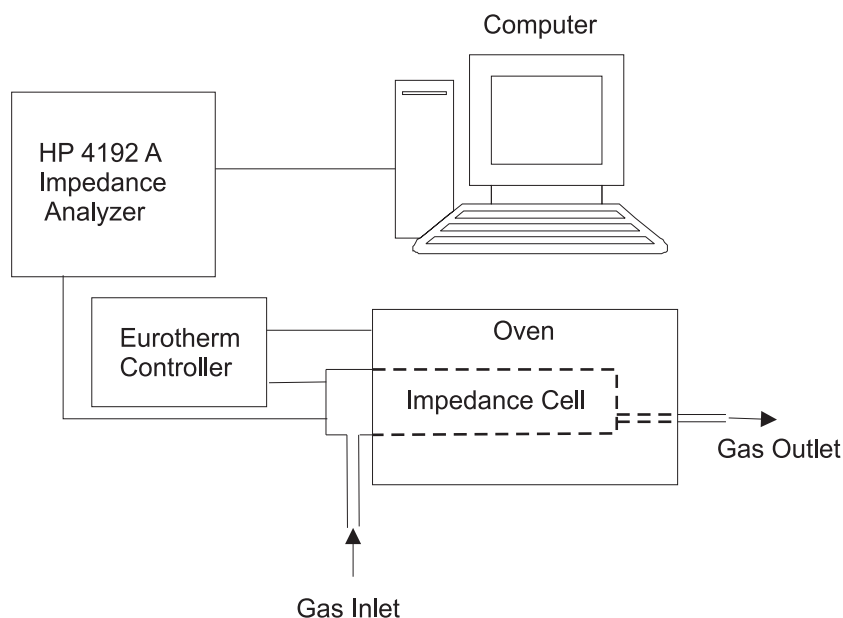 Computer
HP 4192 A
Impedance
Analyzer
Eurotherm
Controller
Oven
Impedance Cell
Gas Outlet
Gas Inlet